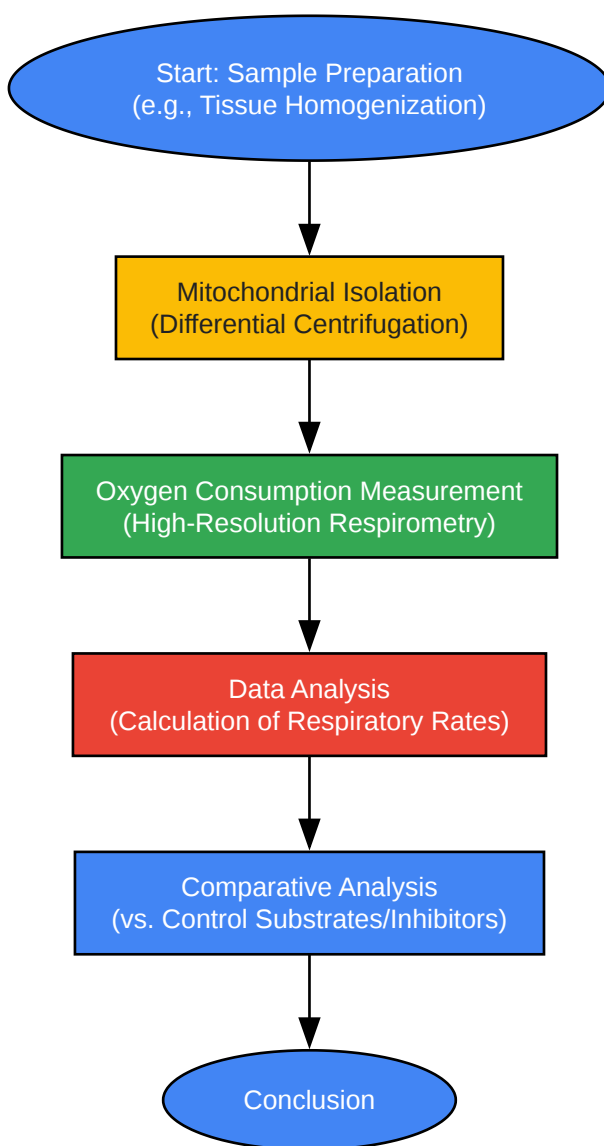 Start: Sample Preparation
(e.g., Tissue Homogenization)
Mitochondrial Isolation
(Differential Centrifugation)
Oxygen Consumption Measurement
(High-Resolution Respirometry)
Data Analysis
(Calculation of Respiratory Rates)
Comparative Analysis
(vs. Control Substrates/Inhibitors)
Conclusion